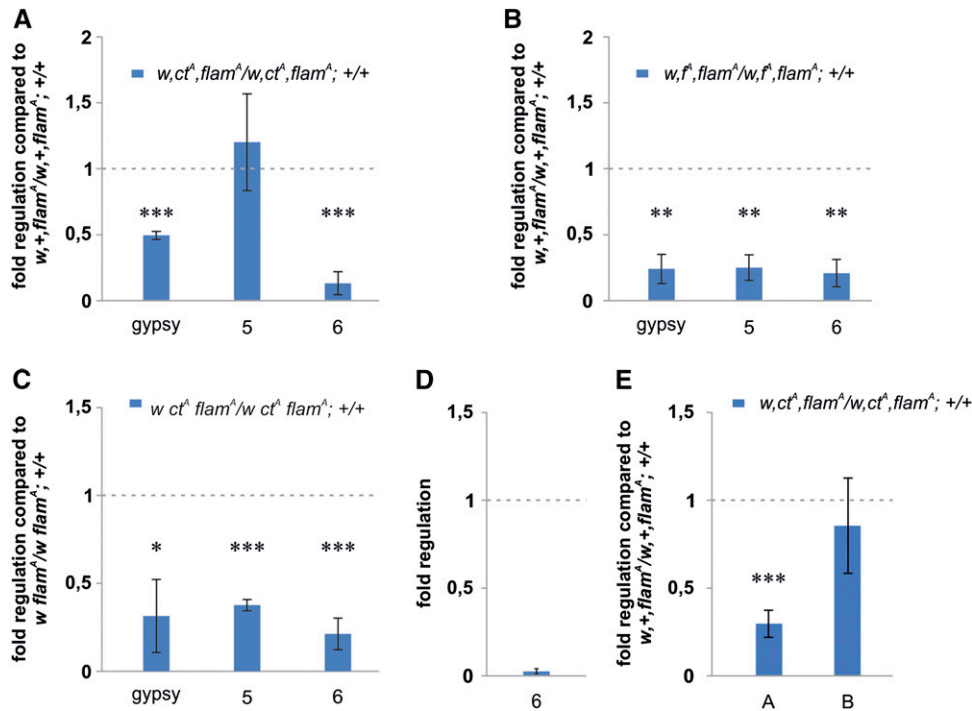 A
fold regulation compared to
w,+,flamᴬ/w,+,flamᴬ; +/+
2
1,5
1
0,5
0
w,ctᴬ,flamᴬ/w,ctᴬ,flamᴬ; +/+
***
***
gypsy 5 6
B
fold regulation compared to
w,+,flamᴬ/w,+,flamᴬ; +/+
2
1,5
1
0,5
0
w,fᴬ,flamᴬ/w,fᴬ,flamᴬ; +/+
** ** **
gypsy 5 6
C
fold regulation compared to
w flamᴬ/w flamᴬ; +/+
1,5
1
0,5
0
w ctᴬ flamᴬ/w ctᴬ flamᴬ; +/+
* *** ***
gypsy 5 6
D
fold regulation
1,5
1
0,5
0
6
E
fold regulation compared to
w,+,flamᴬ/w,+,flamᴬ; +/+
1,5
1
0,5
0
w,ctᴬ,flamᴬ/w,ctᴬ,flamᴬ; +/+
***
A B